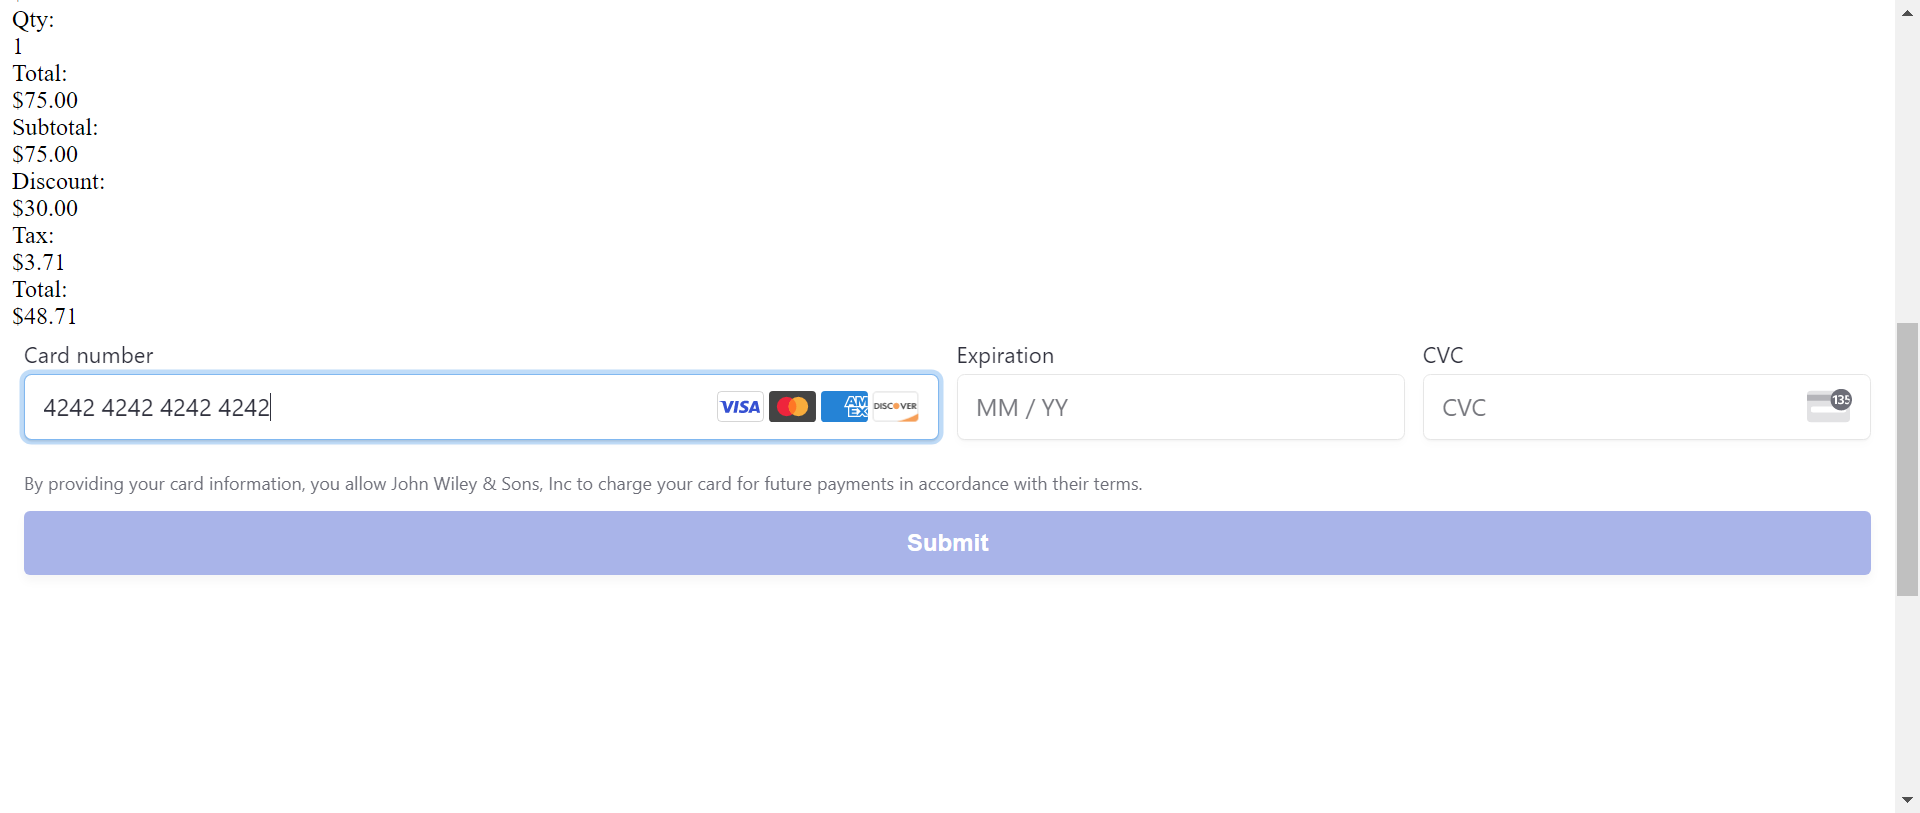 Qty:
1
Total:
$75.00
Subtotal:
$75.00
Discount:
$30.00
Tax:
$3.71
Total:
$48.71
Card number
Expiration
CVC
4242 4242 4242 4242
VISA
AM
EX
DISCOVER
MM / YY
CVC
135
By providing your card information, you allow John Wiley & Sons, Inc to charge your card for future payments in accordance with their terms.
Submit